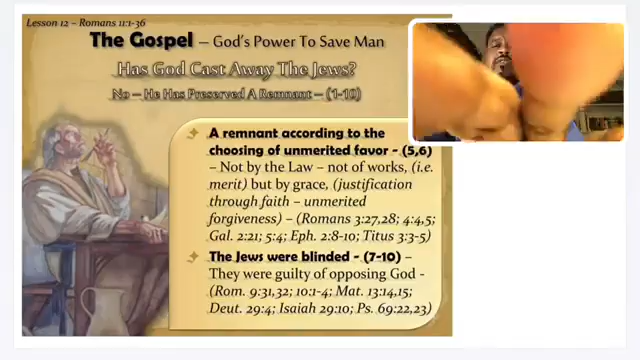 Lesson 12 – Romans 11:1-36
The Gospel – God's Power To Save Man
Has God Cast Away The Jews?
No – He Has Preserved A Remnant – (1-10)
A remnant according to the
choosing of unmerited favor - (5,6)
– Not by the Law – not of works, (i.e.
merit) but by grace, (justification
through faith – unmerited
forgiveness) – (Romans 3:27,28; 4:4,5;
Gal. 2:21; 5:4; Eph. 2:8-10; Titus 3:3-5)
The Jews were blinded - (7-10) –
They were guilty of opposing God -
(Rom. 9:31,32; 10:1-4; Mat. 13:14,15;
Deut. 29:4; Isaiah 29:10; Ps. 69:22,23)